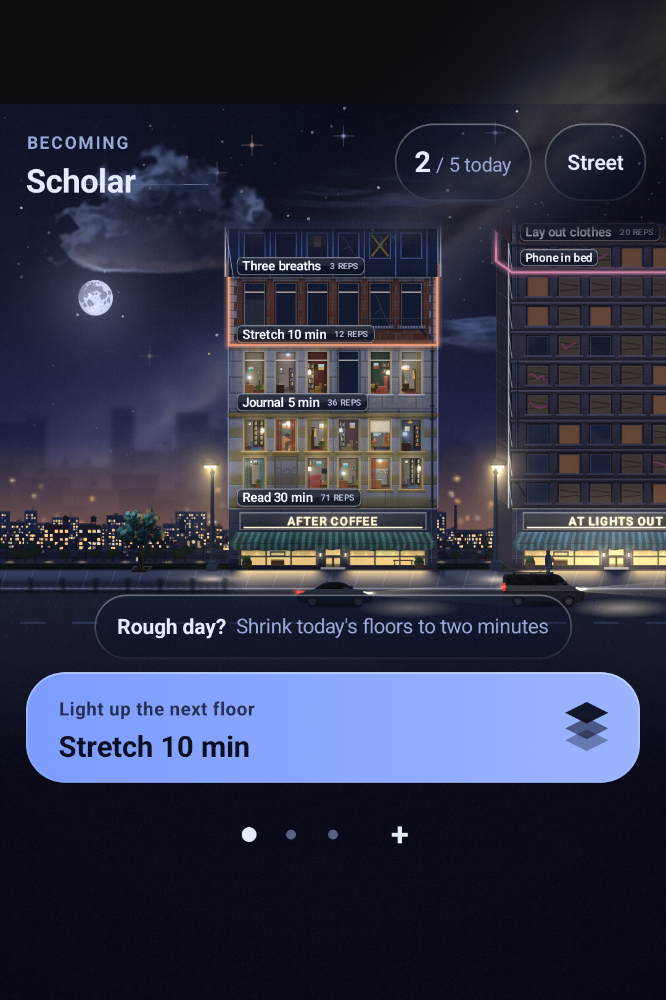 BECOMING
Scholar
2 / 5 today
Street
Lay out clothes 20 REPS
Phone in bed
Three breaths 3 REPS
Stretch 10 min 12 REPS
Journal 5 min 36 REPS
Read 30 min 71 REPS
AFTER COFFEE
AT LIGHTS OUT
Rough day? Shrink today's floors to two minutes
Light up the next floor
Stretch 10 min
+